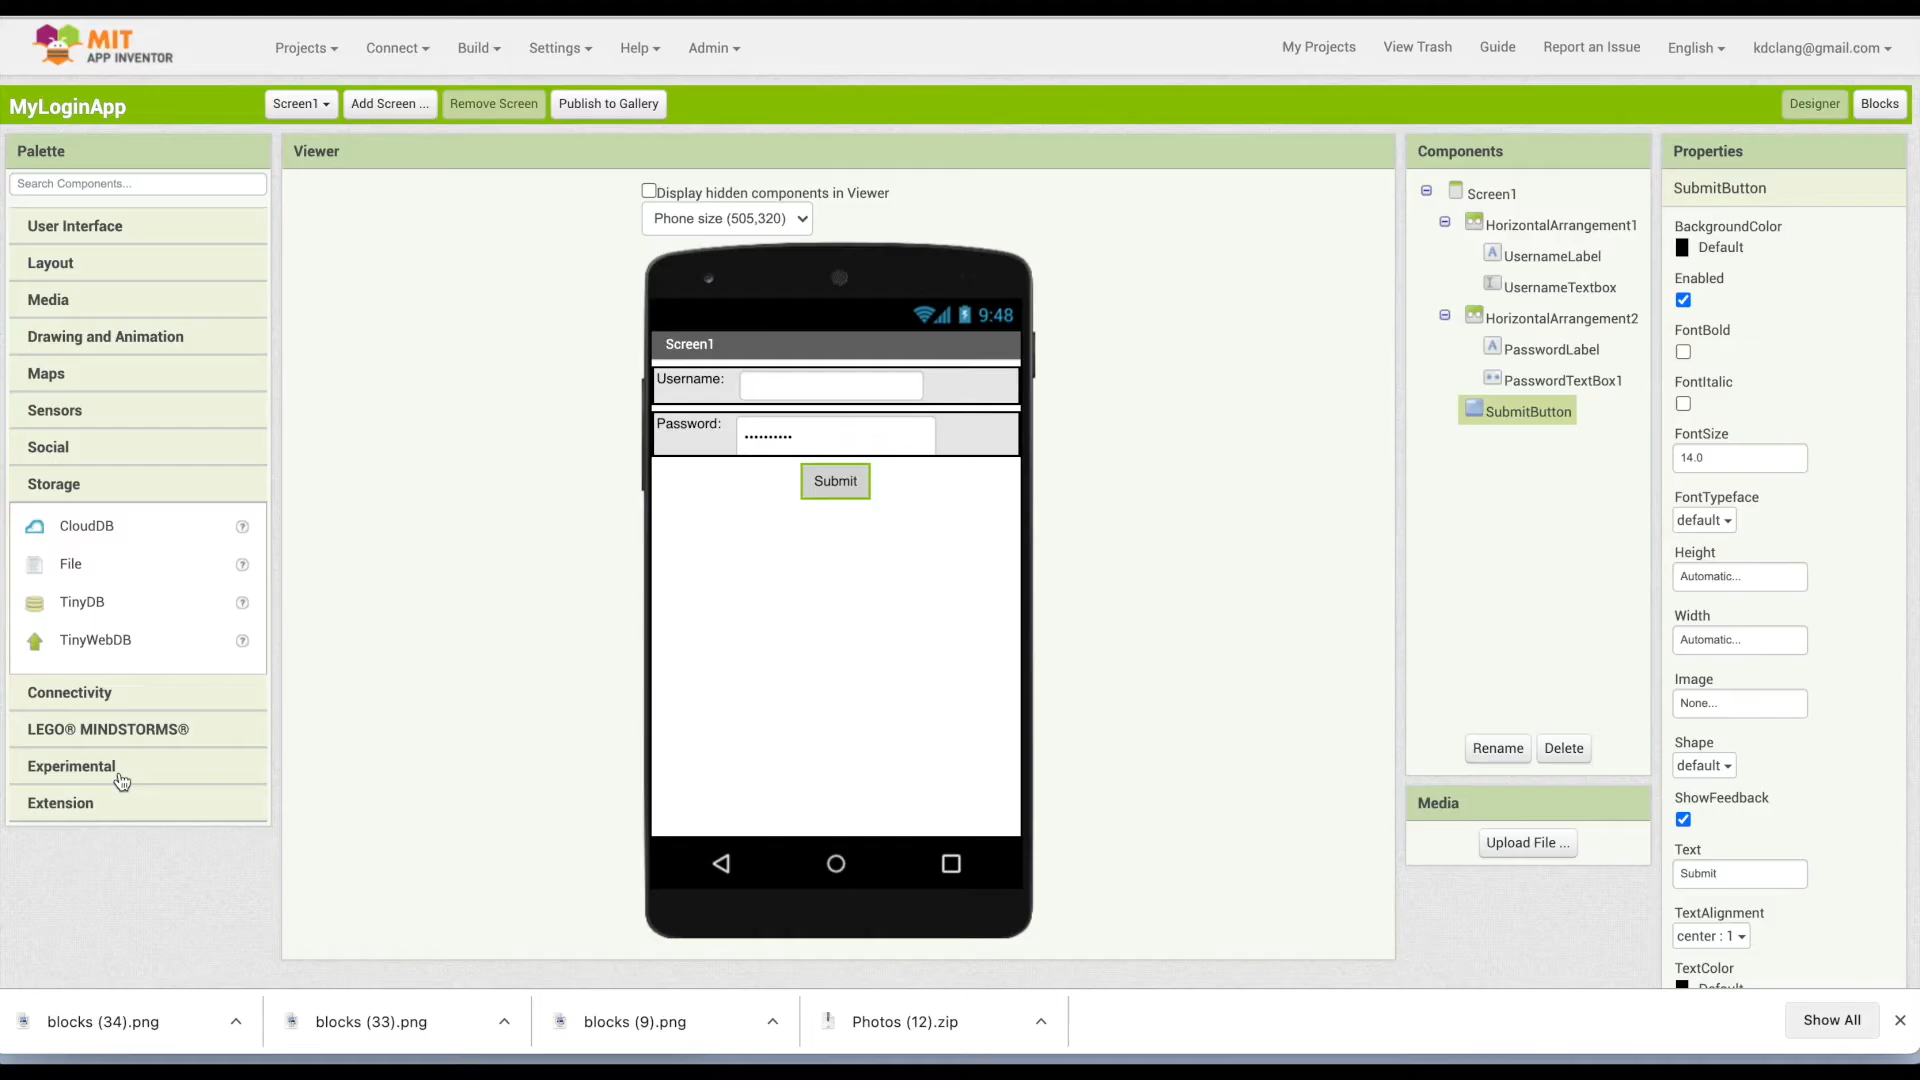 MIT
APP INVENTOR
Projects
Connect
Build
Settings
Help
Admin
My Projects
View Trash
Guide
Report an Issue
English
kdclang@gmail.com
MyLoginApp
Screen1
Add Screen ...
Remove Screen
Publish to Gallery
Designer
Blocks
Palette
Search Components...
User Interface
Layout
Media
Drawing and Animation
Maps
Sensors
Social
Storage
CloudDB
File
TinyDB
TinyWebDB
Connectivity
LEGO® MINDSTORMS®
Experimental
Extension
Viewer
Display hidden components in Viewer
Phone size (505,320)
9:48
Screen1
Username:
Password:
Submit
Components
Screen1
HorizontalArrangement1
UsernameLabel
UsernameTextbox
HorizontalArrangement2
PasswordLabel
PasswordTextBox1
SubmitButton
Rename
Delete
Media
Upload File ...
Properties
SubmitButton
BackgroundColor
Default
Enabled
FontBold
FontItalic
FontSize
14.0
FontTypeface
default
Height
Automatic...
Width
Automatic...
Image
None...
Shape
default
ShowFeedback
Text
Submit
TextAlignment
center : 1
TextColor
Default
blocks (34).png
blocks (33).png
blocks (9).png
Photos (12).zip
Show All